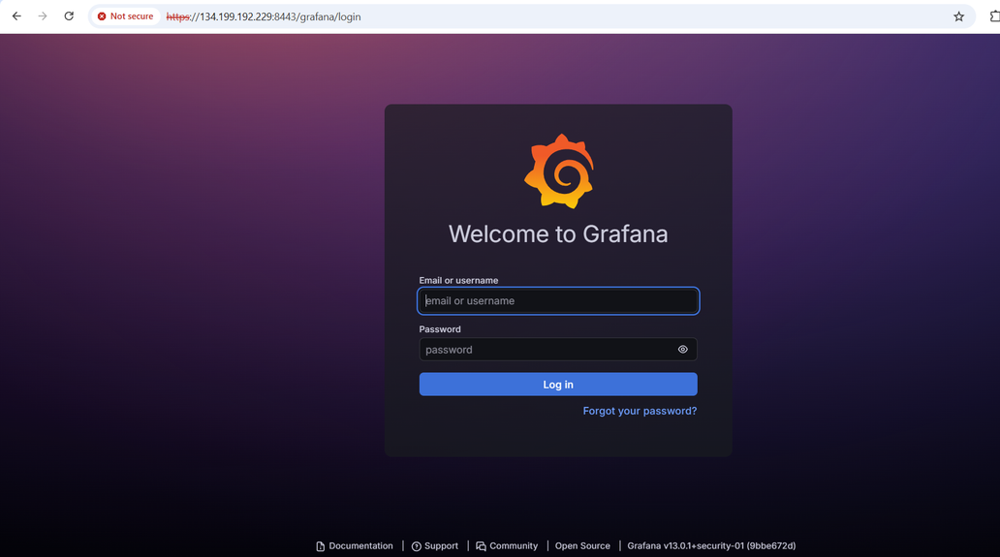 Not secure https://134.199.192.229:8443/grafana/login
Welcome to Grafana
Email or username
email or username
Password
password
Log in
Forgot your password?
Documentation | Support | Community | Open Source | Grafana v13.0.1+security-01 (9bbe672d)